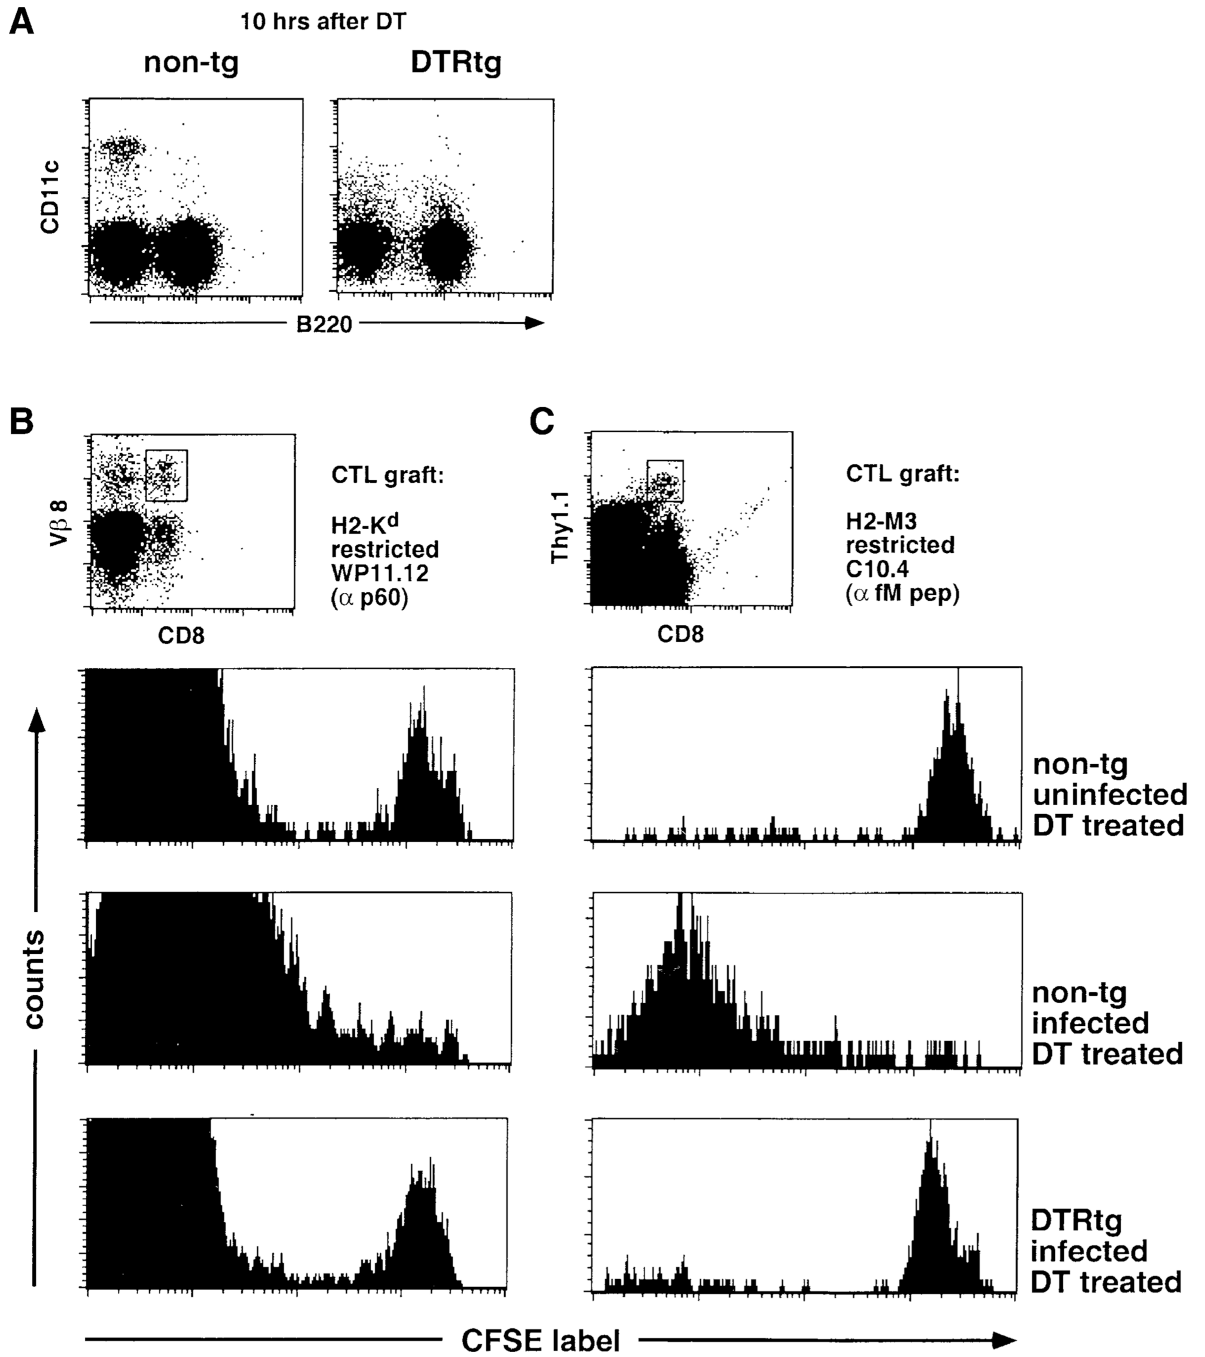 A
10 hrs after DT
non-tg
DTRtg
CD11c
B220
B
Vβ 8
CD8
CTL graft:
H2-Kd
restricted
WP11.12
(α p60)
C
Thy1.1
CD8
CTL graft:
H2-M3
restricted
C10.4
(α fM pep)
non-tg
uninfected
DT treated
non-tg
infected
DT treated
DTRtg
infected
DT treated
counts
CFSE label